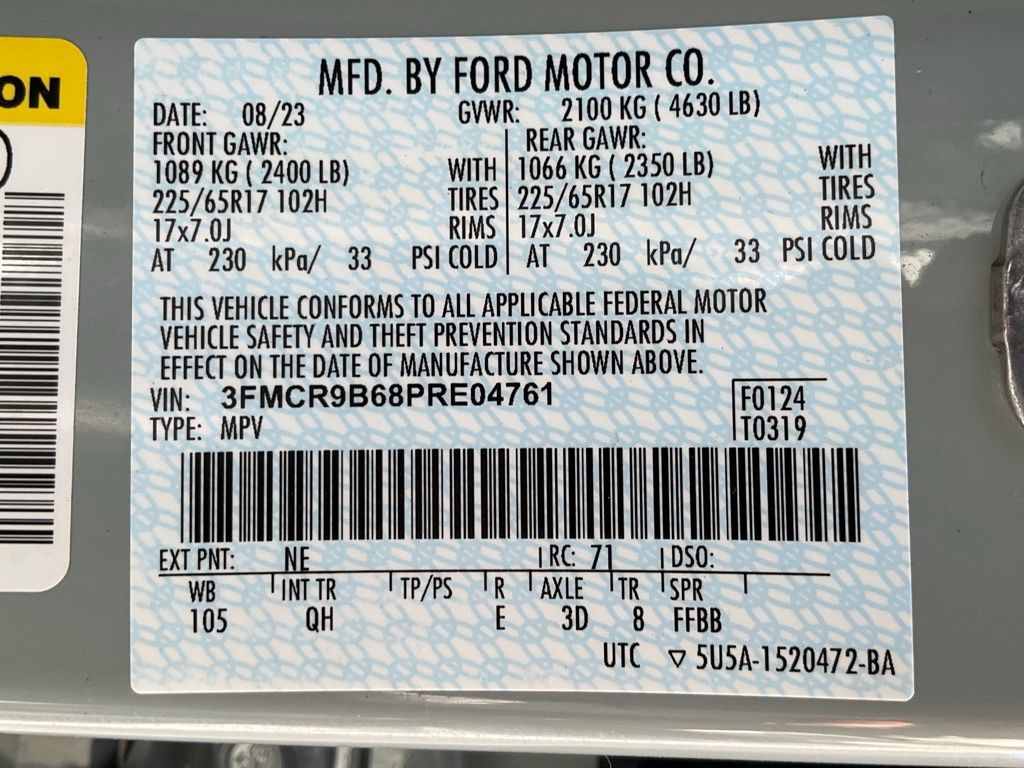 ON
MFD. BY FORD MOTOR CO.
DATE: 08/23 GVWR: 2100 KG ( 4630 LB)
FRONT GAWR: REAR GAWR:
1089 KG ( 2400 LB) WITH 1066 KG ( 2350 LB) WITH
225/65R17 102H TIRES 225/65R17 102H TIRES
17x7.0J RIMS 17x7.0J RIMS
AT 230 kPa/ 33 PSI COLD AT 230 kPa/ 33 PSI COLD
THIS VEHICLE CONFORMS TO ALL APPLICABLE FEDERAL MOTOR
VEHICLE SAFETY AND THEFT PREVENTION STANDARDS IN
EFFECT ON THE DATE OF MANUFACTURE SHOWN ABOVE.
VIN: 3FMCR9B68PRE04761 F0124
TYPE: MPV T0319
EXT PNT: NE RC: 71 DSO:
WB INT TR TP/PS R AXLE TR SPR
105 QH E 3D 8 FFBB
UTC ▽ 5U5A-1520472-BA